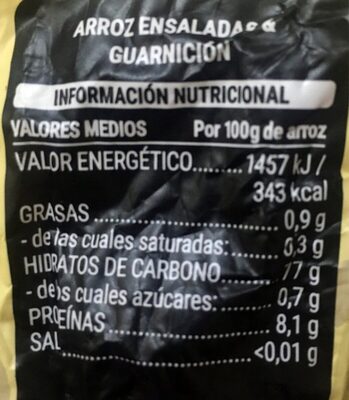 ARROZ ENSALADAS &
GUARNICIÓN
INFORMACIÓN NUTRICIONAL
VALORES MEDIOS Por 100g de arroz
VALOR ENERGÉTICO......... 1457 kJ /
343 kcal
GRASAS ................................ 0,9 g
- de las cuales saturadas:....... 0,3 g
HIDRATOS DE CARBONO........ 77 g
- de los cuales azúcares:......... 0,7 g
PROTEÍNAS ............................ 8,1 g
SAL ................................... <0,01 g